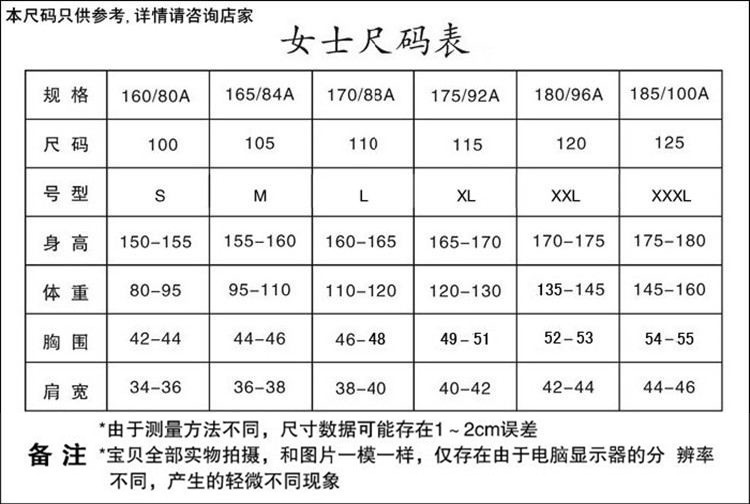 本尺码只供参考,详情请咨询店家
女士尺码表
规格 160/80A 165/84A 170/88A 175/92A 180/96A 185/100A
尺码 100 105 110 115 120 125
号型 S M L XL XXL XXXL
身高 150-155 155-160 160-165 165-170 170-175 175-180
体重 80-95 95-110 110-120 120-130 135-145 145-160
胸围 42-44 44-46 46-48 49-51 52-53 54-55
肩宽 34-36 36-38 38-40 40-42 42-44 44-46
备注
*由于测量方法不同，尺寸数据可能存在1～2cm误差
*宝贝全部实物拍摄，和图片一模一样，仅存在由于电脑显示器的分 辨率
不同，产生的轻微不同现象